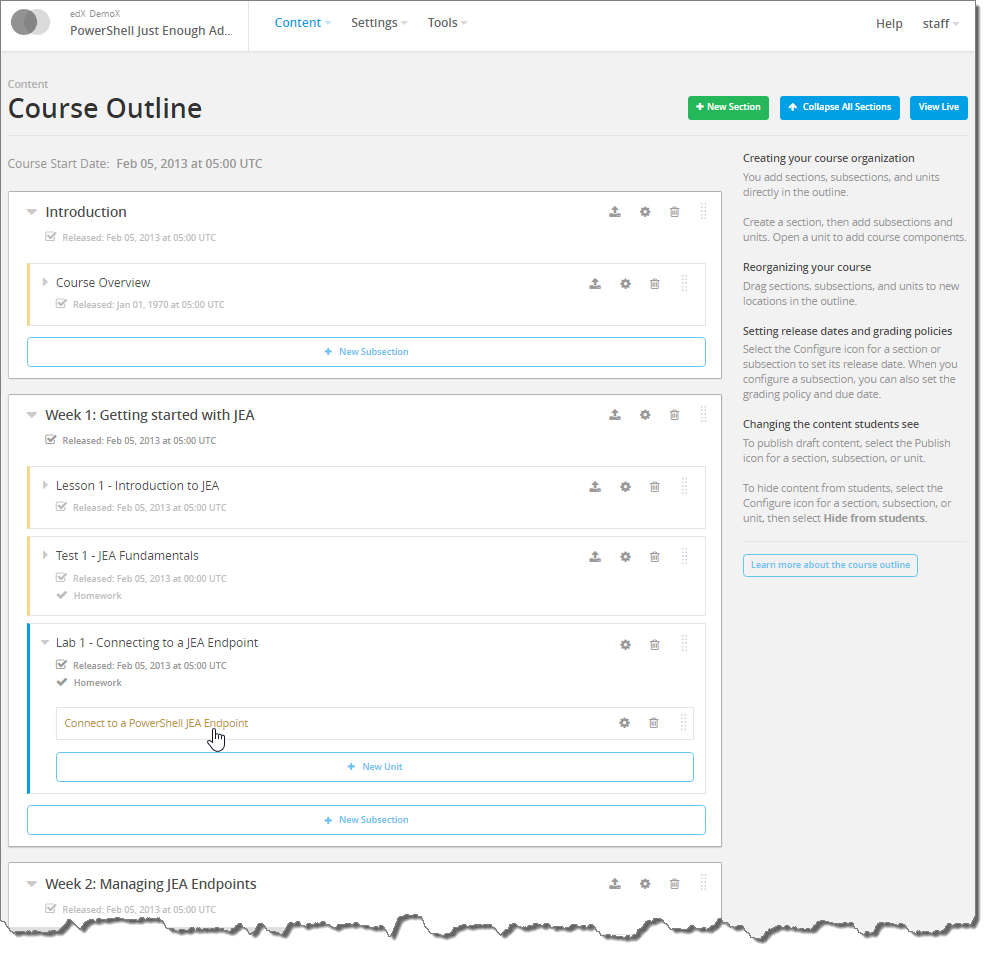 edX DemoX
PowerShell Just Enough Ad...
Content
Settings
Tools
Help
staff
Content
Course Outline
New Section
Collapse All Sections
View Live
Course Start Date: Feb 05, 2013 at 05:00 UTC
Introduction
Released: Feb 05, 2013 at 05:00 UTC
Course Overview
Released: Jan 01, 1970 at 05:00 UTC
New Subsection
Week 1: Getting started with JEA
Released: Feb 05, 2013 at 05:00 UTC
Lesson 1 - Introduction to JEA
Released: Feb 05, 2013 at 05:00 UTC
Test 1 - JEA Fundamentals
Released: Feb 05, 2013 at 00:00 UTC
Homework
Lab 1 - Connecting to a JEA Endpoint
Released: Feb 05, 2013 at 05:00 UTC
Homework
Connect to a PowerShell JEA Endpoint
New Unit
New Subsection
Week 2: Managing JEA Endpoints
Released: Feb 05, 2013 at 05:00 UTC
Creating your course organization
You add sections, subsections, and units
directly in the outline.
Create a section, then add subsections and
units. Open a unit to add course components.
Reorganizing your course
Drag sections, subsections, and units to new
locations in the outline.
Setting release dates and grading policies
Select the Configure icon for a section or
subsection to set its release date. When you
configure a subsection, you can also set the
grading policy and due date.
Changing the content students see
To publish draft content, select the Publish
icon for a section, subsection, or unit.
To hide content from students, select the
Configure icon for a section, subsection, or
unit, then select Hide from students.
Learn more about the course outline